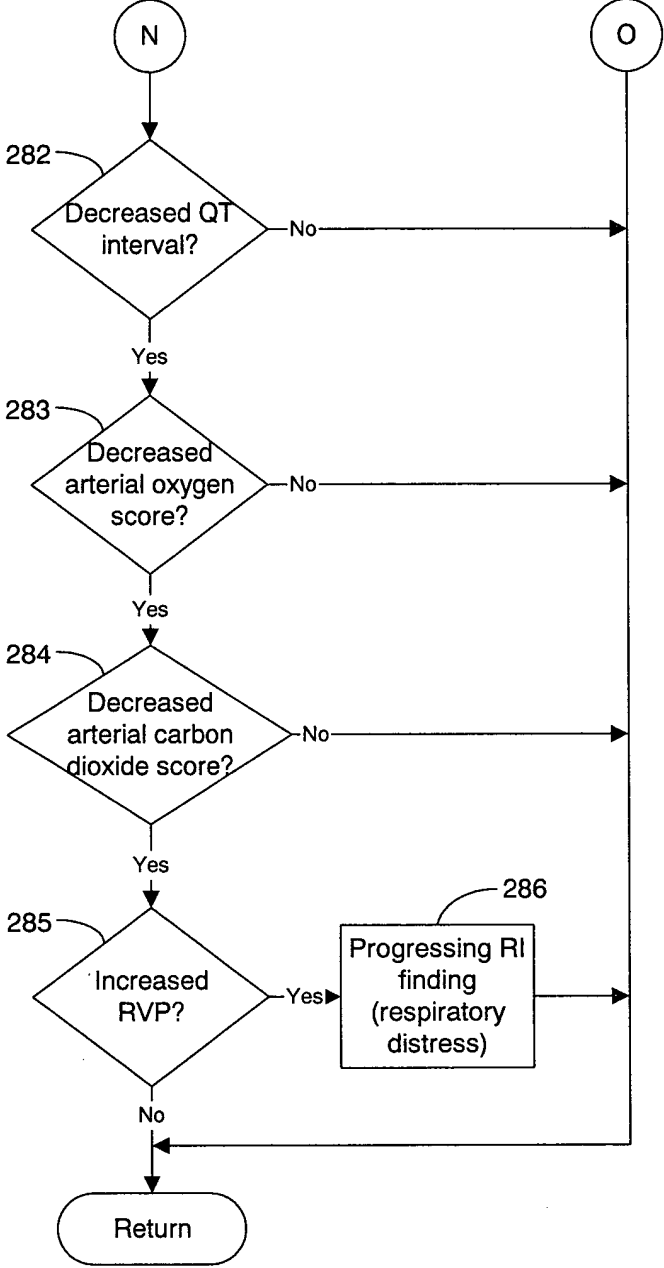 N
O
282
Decreased QT
interval?
No
Yes
283
Decreased
arterial oxygen
score?
No
Yes
284
Decreased
arterial carbon
dioxide score?
No
Yes
285
Increased
RVP?
Yes
286
Progressing RI
finding
(respiratory
distress)
No
Return